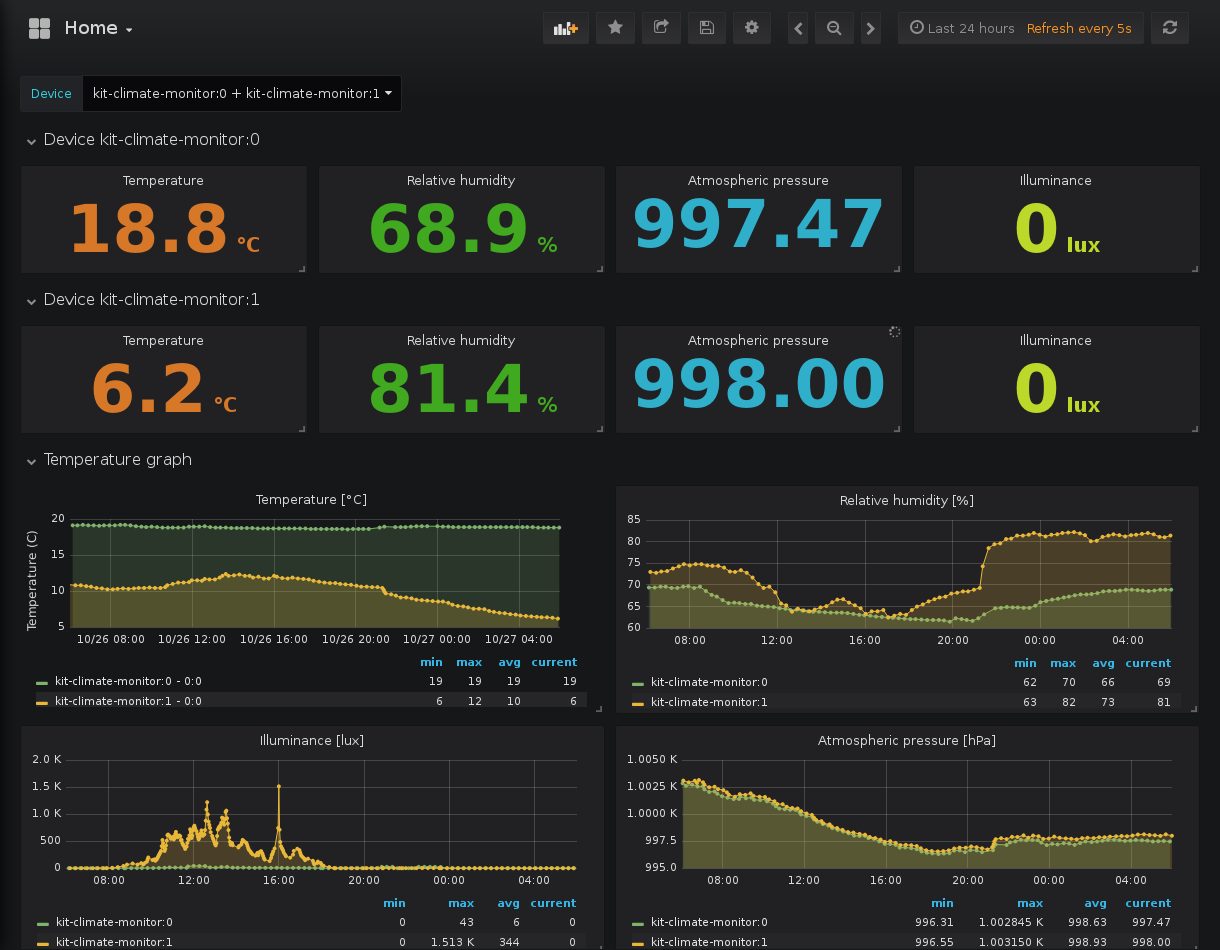 Home
Last 24 hours Refresh every 5s
Device kit-climate-monitor:0 + kit-climate-monitor:1
Device kit-climate-monitor:0
Temperature Relative humidity Atmospheric pressure Illuminance
18.8 °C 68.9 % 997.47 0 lux
Device kit-climate-monitor:1
Temperature Relative humidity Atmospheric pressure Illuminance
6.2 °C 81.4 % 998.00 0 lux
Temperature graph
Temperature [°C]
Temperature (C)
20
15
10
5
10/26 08:00 10/26 12:00 10/26 16:00 10/26 20:00 10/27 00:00 10/27 04:00
min max avg current
kit-climate-monitor:0 - 0:0 19 19 19 19
kit-climate-monitor:1 - 0:0 6 12 10 6
Relative humidity [%]
85
80
75
70
65
60
08:00 12:00 16:00 20:00 00:00 04:00
min max avg current
kit-climate-monitor:0 62 70 66 69
kit-climate-monitor:1 63 82 73 81
Illuminance [lux]
2.0 K
1.5 K
1.0 K
500
0
08:00 12:00 16:00 20:00 00:00 04:00
min max avg current
kit-climate-monitor:0 0 43 6 0
kit-climate-monitor:1 0 1.513 K 344 0
Atmospheric pressure [hPa]
1.0050 K
1.0025 K
1.0000 K
997.5
995.0
08:00 12:00 16:00 20:00 00:00 04:00
min max avg current
kit-climate-monitor:0 996.31 1.002845 K 998.63 997.47
kit-climate-monitor:1 996.55 1.003150 K 998.93 998.00